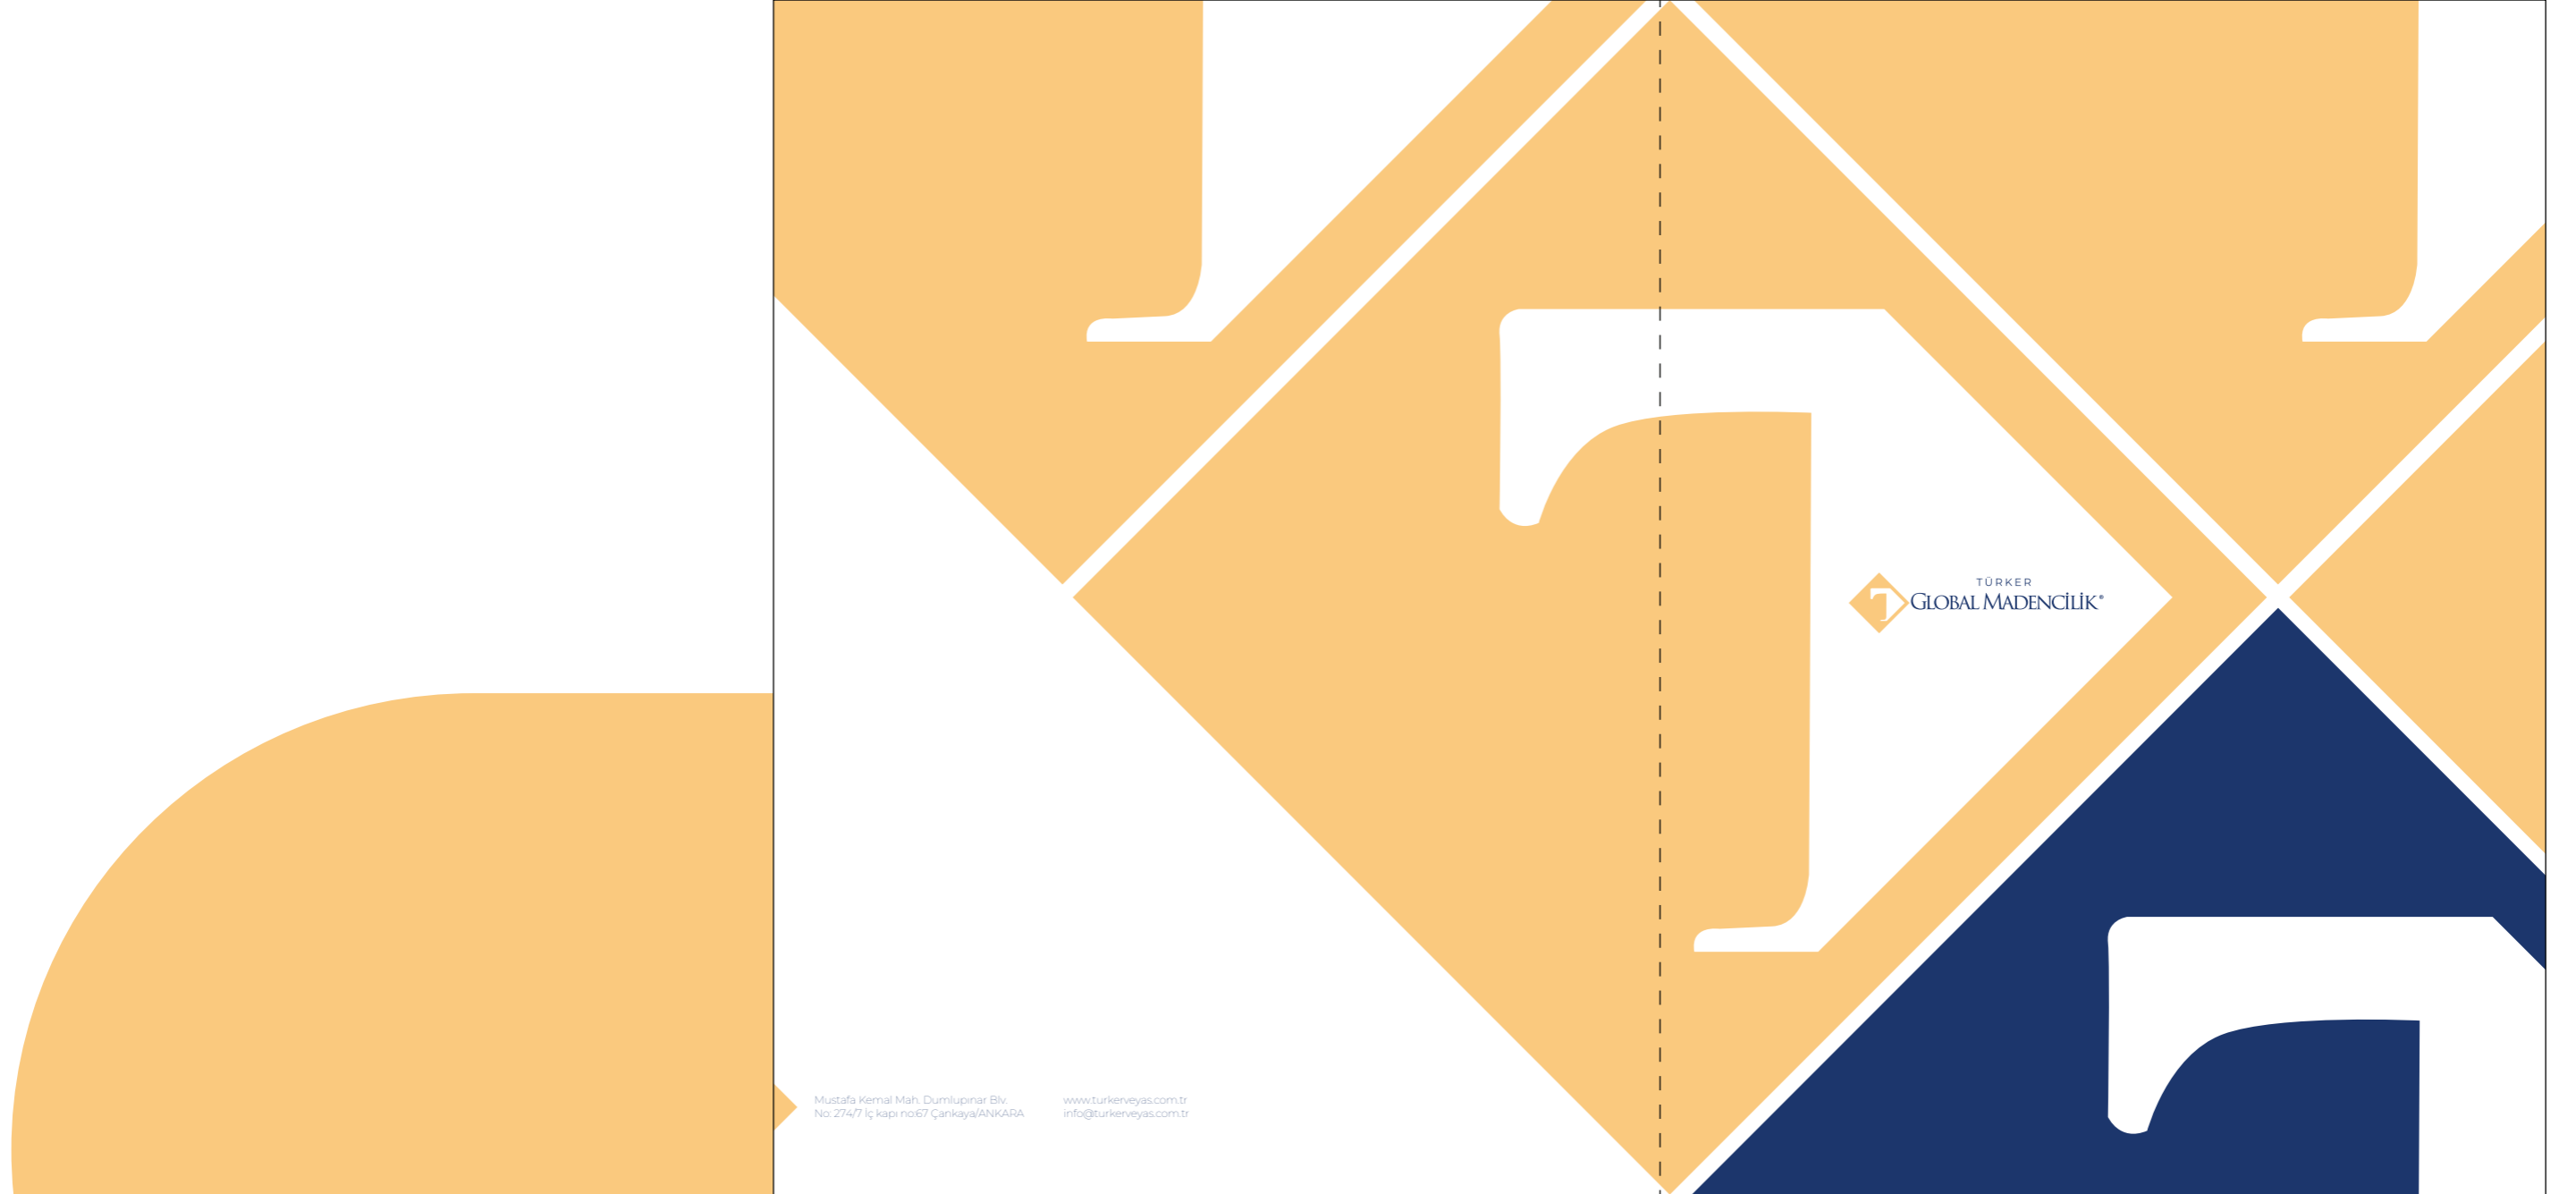 TÜRKER
GLOBAL MADENCİLİK®
Mustafa Kemal Mah. Dumlupınar Blv.
No: 274/7 İç kapı no:67 Çankaya/ANKARA
www.turkerveyas.com.tr
info@turkerveyas.com.tr